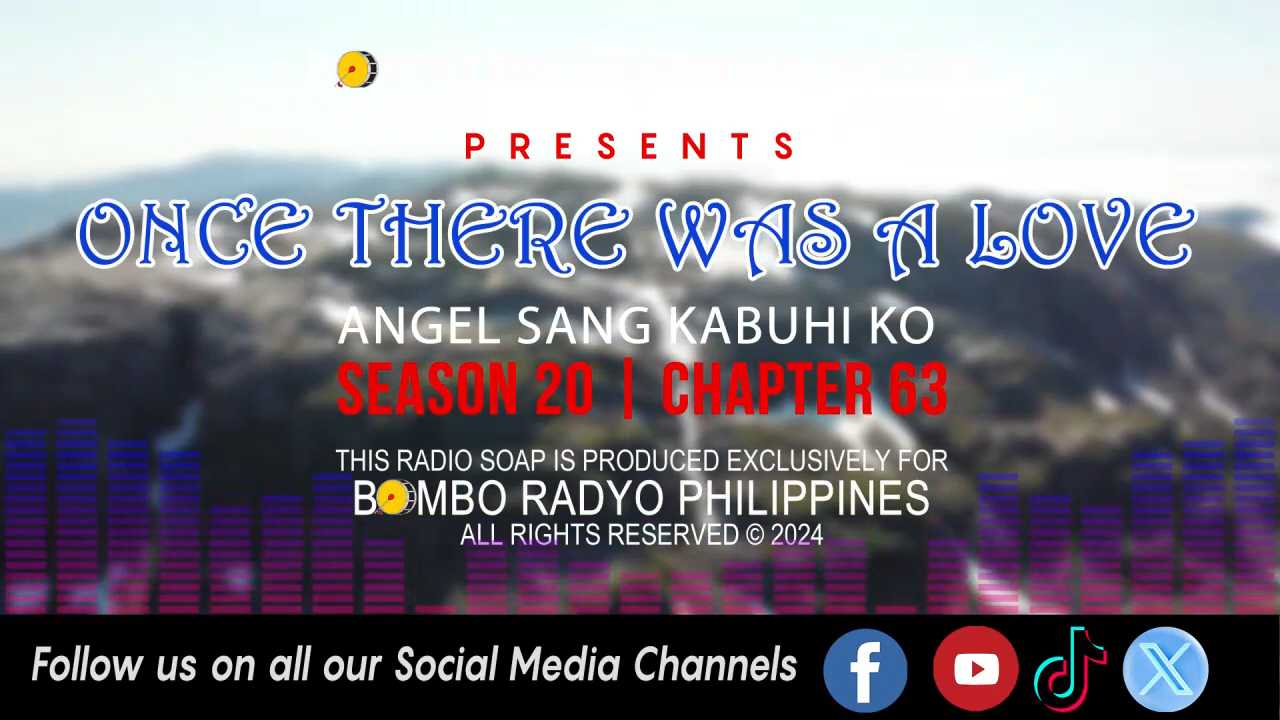 PRESENTS
ONCE THERE WAS A LOVE
ANGEL SANG KABUHI KO
SEASON 20 | CHAPTER 63
THIS RADIO SOAP IS PRODUCED EXCLUSIVELY FOR
BOMBO RADYO PHILIPPINES
ALL RIGHTS RESERVED © 2024
Follow us on all our Social Media Channels